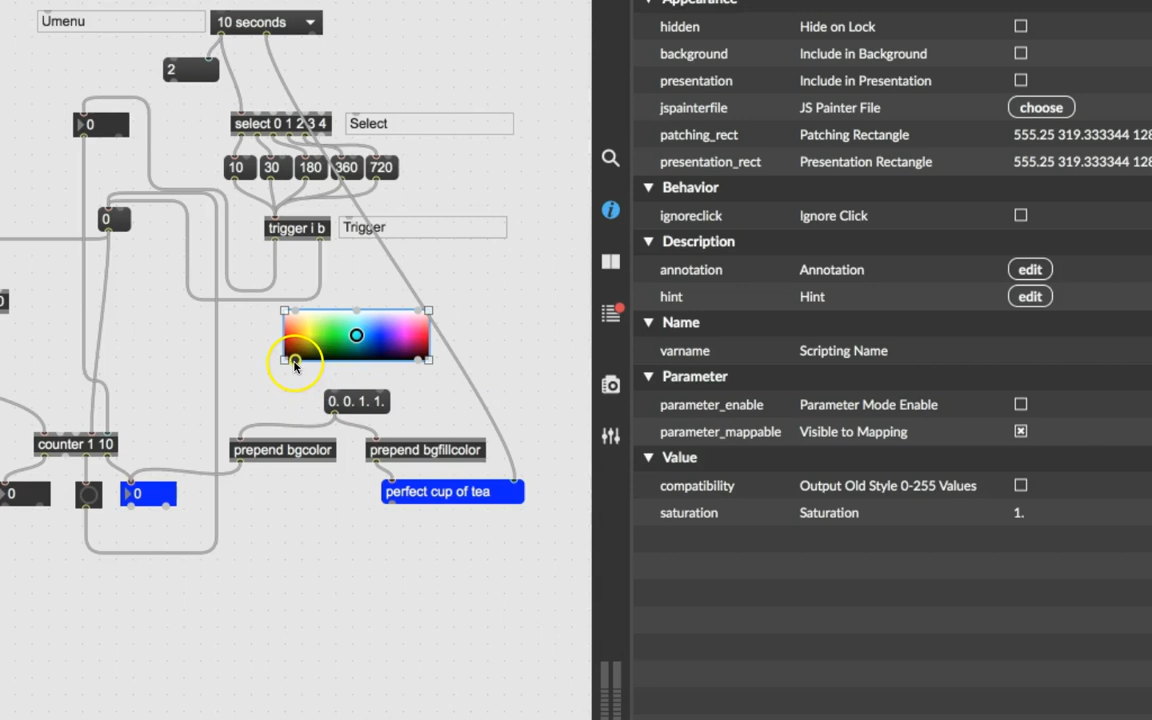 Umenu
10 seconds
2
0
select 0 1 2 3 4
Select
10 30 180 360 720
0
trigger i b
Trigger
0
0. 0. 1. 1.
counter 1 10
prepend bgcolor
prepend bgfillcolor
0
0
perfect cup of tea
Appearance
hidden Hide on Lock
background Include in Background
presentation Include in Presentation
jspainterfile JS Painter File choose
patching_rect Patching Rectangle 555.25 319.333344 128
presentation_rect Presentation Rectangle 555.25 319.333344 128
Behavior
ignoreclick Ignore Click
Description
annotation Annotation edit
hint Hint edit
Name
varname Scripting Name
Parameter
parameter_enable Parameter Mode Enable
parameter_mappable Visible to Mapping
Value
compatibility Output Old Style 0-255 Values
saturation Saturation 1.